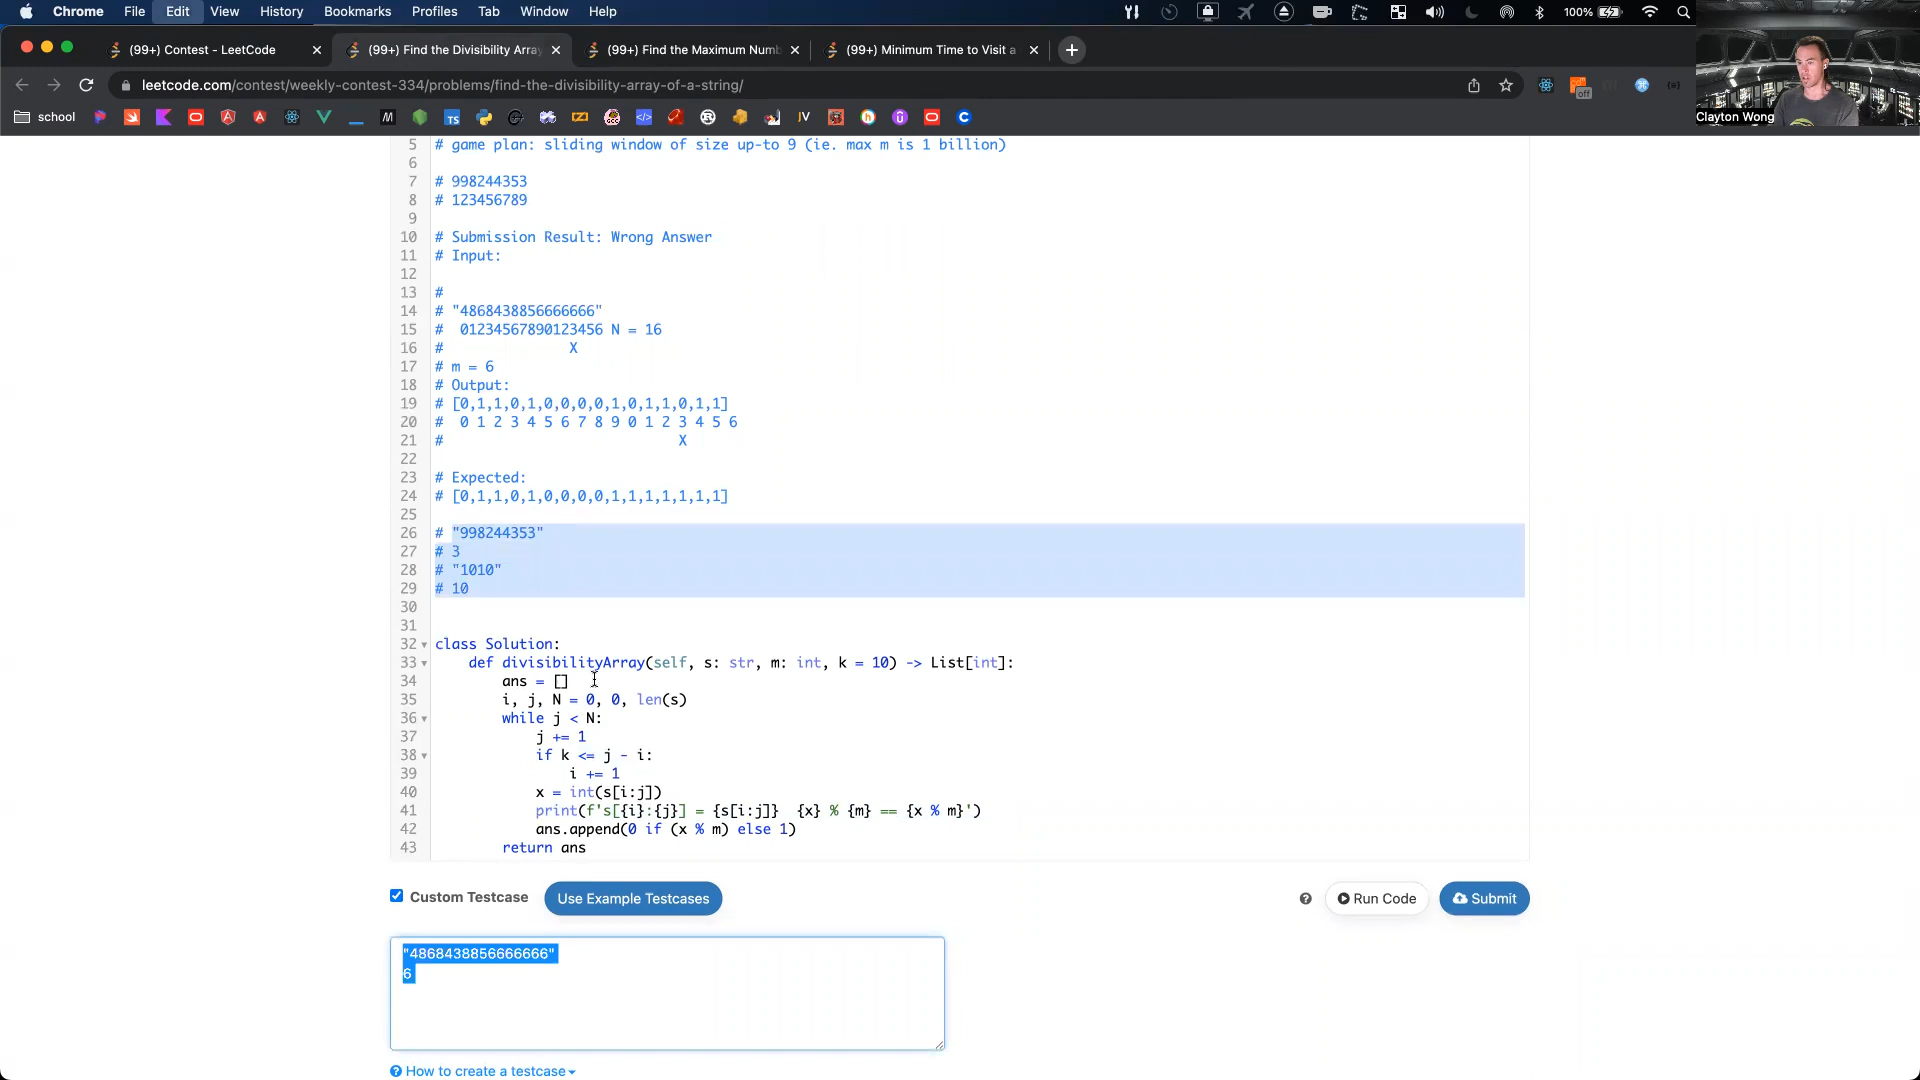 Chrome File Edit View History Bookmarks Profiles Tab Window Help 100%
(99+) Contest - LeetCode (99+) Find the Divisibility Array (99+) Find the Maximum Numb (99+) Minimum Time to Visit a
leetcode.com/contest/weekly-contest-334/problems/find-the-divisibility-array-of-a-string/
off
school M TS JV
Clayton Wong
5 # game plan: sliding window of size up-to 9 (ie. max m is 1 billion)
6
7 # 998244353
8 # 123456789
9
10 # Submission Result: Wrong Answer
11 # Input:
12
13 #
14 # "4868438856666666"
15 # 01234567890123456 N = 16
16 # X
17 # m = 6
18 # Output:
19 # [0,1,1,0,1,0,0,0,0,1,0,1,1,0,1,1]
20 # 0 1 2 3 4 5 6 7 8 9 0 1 2 3 4 5 6
21 # X
22
23 # Expected:
24 # [0,1,1,0,1,0,0,0,0,1,1,1,1,1,1,1]
25
26 # "998244353"
27 # 3
28 # "1010"
29 # 10
30
31
32 class Solution:
33 def divisibilityArray(self, s: str, m: int, k = 10) -> List[int]:
34 ans = []
35 i, j, N = 0, 0, len(s)
36 while j < N:
37 j += 1
38 if k <= j - i:
39 i += 1
40 x = int(s[i:j])
41 print(f's[{i}:{j}] = {s[i:j]} {x} % {m} == {x % m}')
42 ans.append(0 if (x % m) else 1)
43 return ans
Custom Testcase Use Example Testcases Run Code Submit
"4868438856666666"
6
How to create a testcase